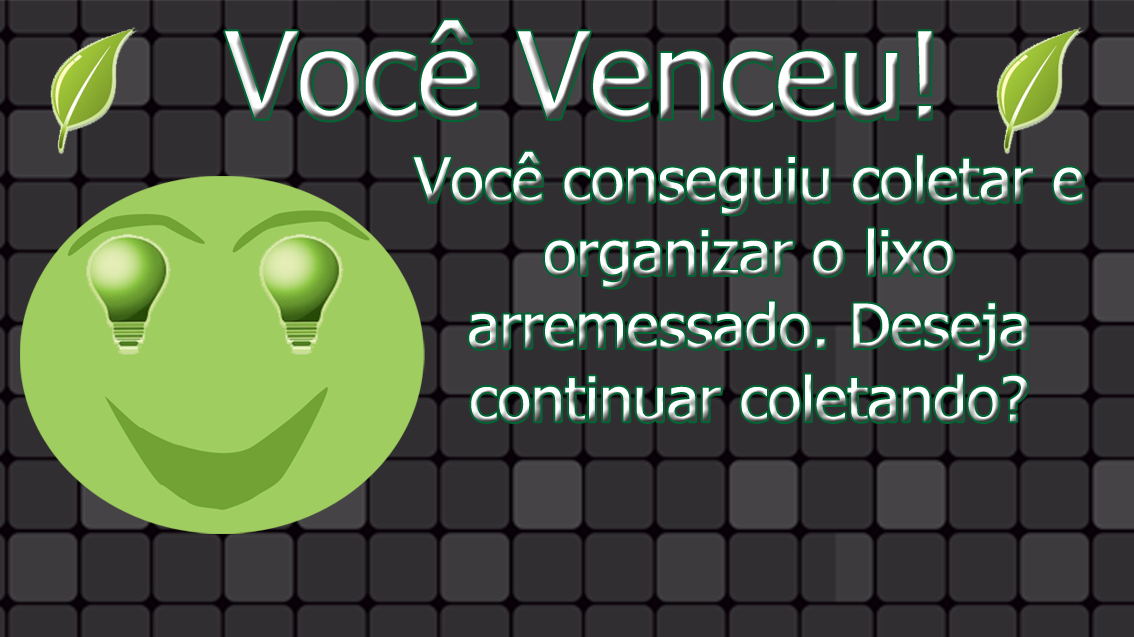 Você Venceu!
Você conseguiu coletar e
organizar o lixo
arremessado. Deseja
continuar coletando?